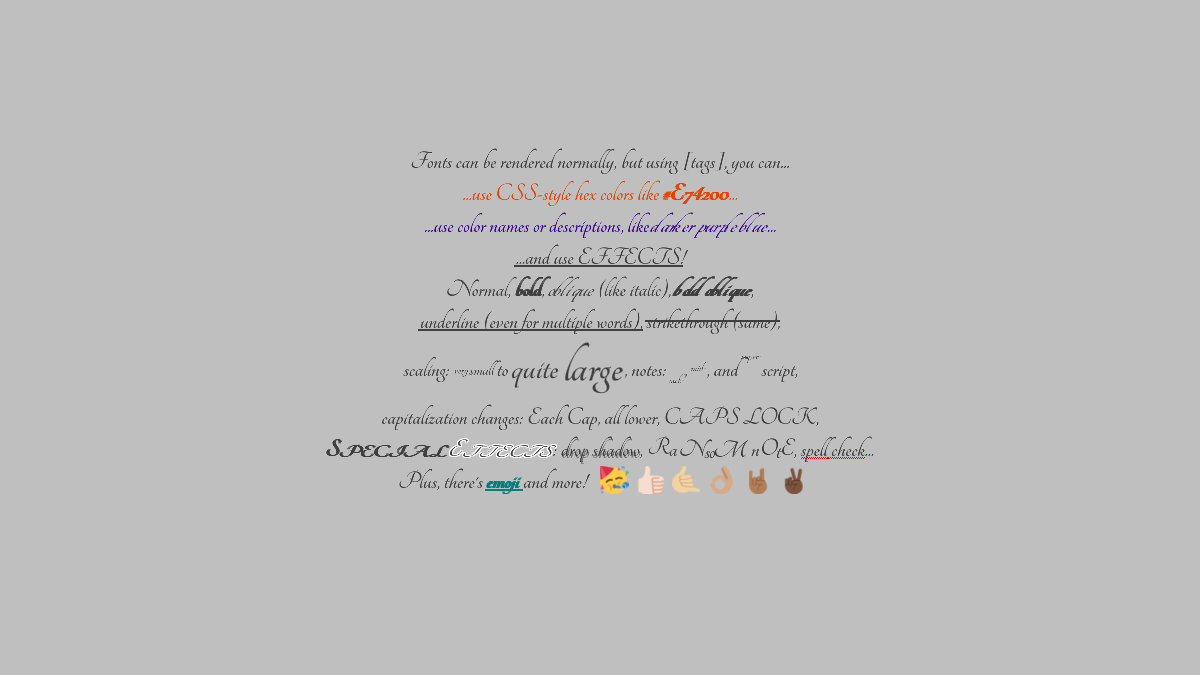 Fonts can be rendered normally, but using [tags], you can...
...use CSS-style hex colors like #E74200...
...use color names or descriptions, like darker purple blue...
...and use EFFECTS!
Normal, bold, oblique (like italic), bold oblique,
underline (even for multiple words), strikethrough (same),
scaling: very small to quite large, notes: sub-, mid-, and super- script,
capitalization changes: Each Cap, all lower, CAPS LOCK,
SPECIAL EFFECTS: drop shadow, RaNsoM nOtE, spell check...
Plus, there's emoji and more! 🥳👍🏻🤙🏼👌🏽🤘🏾✌🏿